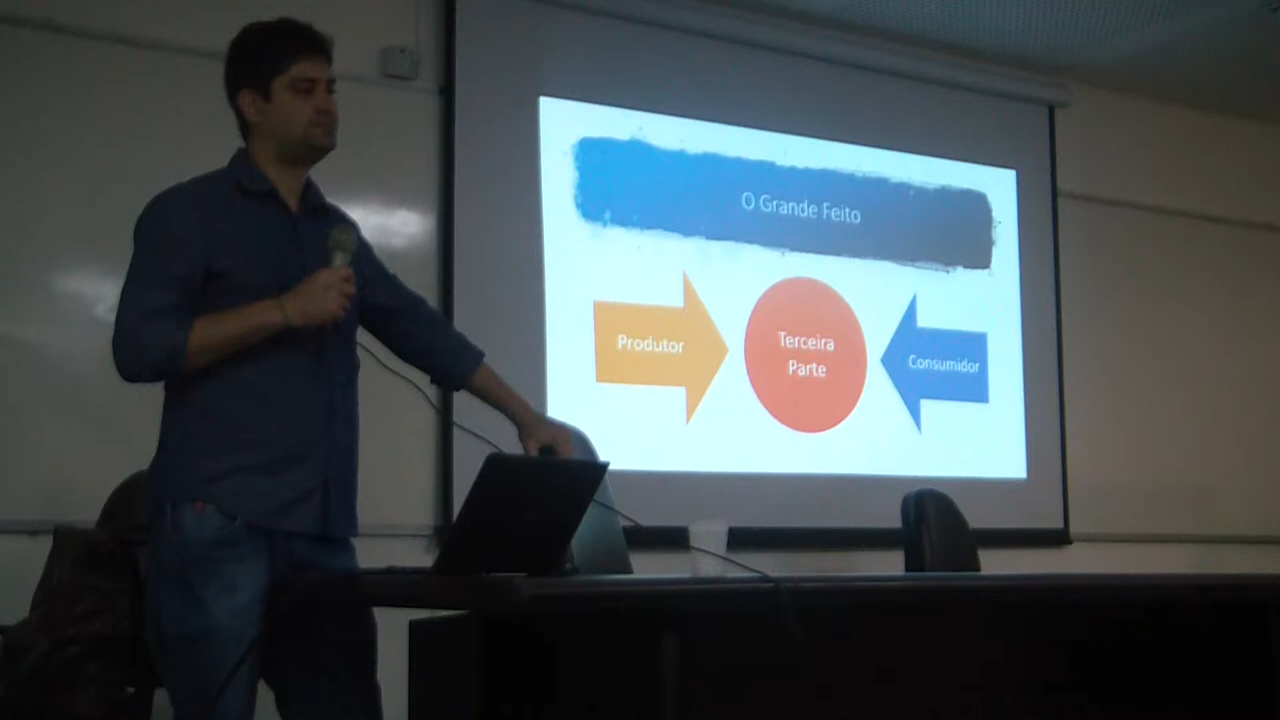 O Grande Feito
Produtor
Terceira
Parte
Consumidor